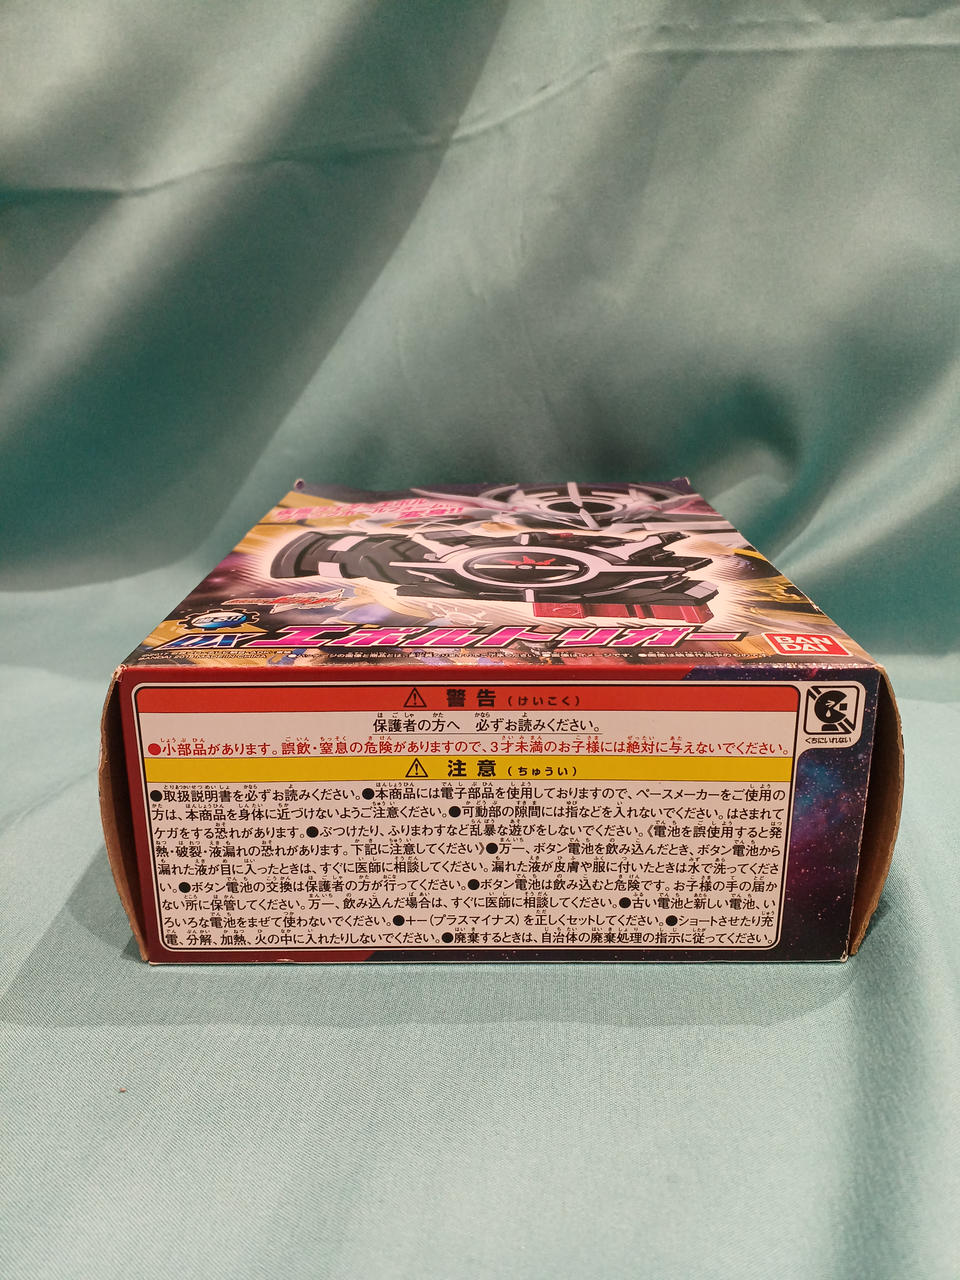 DX エボルトリガー
BANDAI
警告(けいこく)
保護者の方へ 必ずお読みください。
●小部品があります。誤飲・窒息の危険がありますので、3才未満のお子様には絶対に与えないでください。
くちにいれない
注意(ちゅうい)
●取扱説明書を必ずお読みください。●本商品には電子部品を使用しておりますので、ペースメーカーをご使用の
方は、本商品を身体に近づけないようご注意ください。●可動部の隙間には指などを入れないでください。はさまれて
ケガをする恐れがあります。●ぶつけたり、ふりまわすなど乱暴な遊びをしないでください。《電池を誤使用すると発
熱・破裂・液漏れの恐れがあります。下記に注意してください》●万一、ボタン電池を飲み込んだとき、ボタン電池から
漏れた液が目に入ったときは、すぐに医師に相談してください。漏れた液が皮膚や服に付いたときは水で洗ってくださ
い。●ボタン電池の交換は保護者の方が行ってください。●ボタン電池は飲み込むと危険です。お子様の手の届か
ない所に保管してください。万一、飲み込んだ場合は、すぐに医師に相談してください。●古い電池と新しい電池、い
ろいろな電池をまぜて使わないでください。●+-(プラスマイナス)を正しくセットしてください。●ショートさせたり充
電、分解、加熱、火の中に入れたりしないでください。●廃棄するときは、自治体の廃棄処理の指示に従ってください。